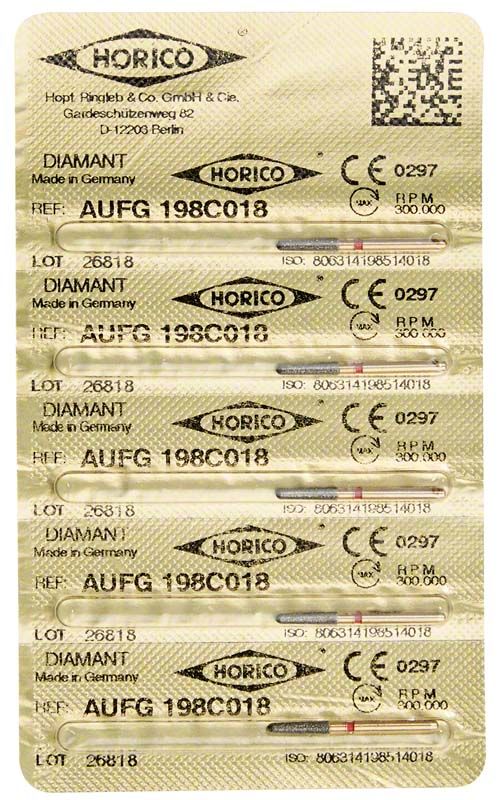 HORICO
Hopf, Ringleb & Co. GmbH & Cie.
Gardeschützenweg 82
D-12203 Berlin
DIAMANT HORICO CE 0297
Made in Germany
REF: AUFG 198C018 MAX RPM 300.000
LOT 26818 ISO: 806314198514018
DIAMANT HORICO CE 0297
Made in Germany
REF: AUFG 198C018 MAX RPM 300.000
LOT 26818 ISO: 806314198514018
DIAMANT HORICO CE 0297
Made in Germany
REF: AUFG 198C018 MAX RPM 300.000
LOT 26818 ISO: 806314198514018
DIAMANT HORICO CE 0297
Made in Germany
REF: AUFG 198C018 MAX RPM 300.000
LOT 26818 ISO: 806314198514018
DIAMANT HORICO CE 0297
Made in Germany
REF: AUFG 198C018 MAX RPM 300.000
LOT 26818 ISO: 806314198514018